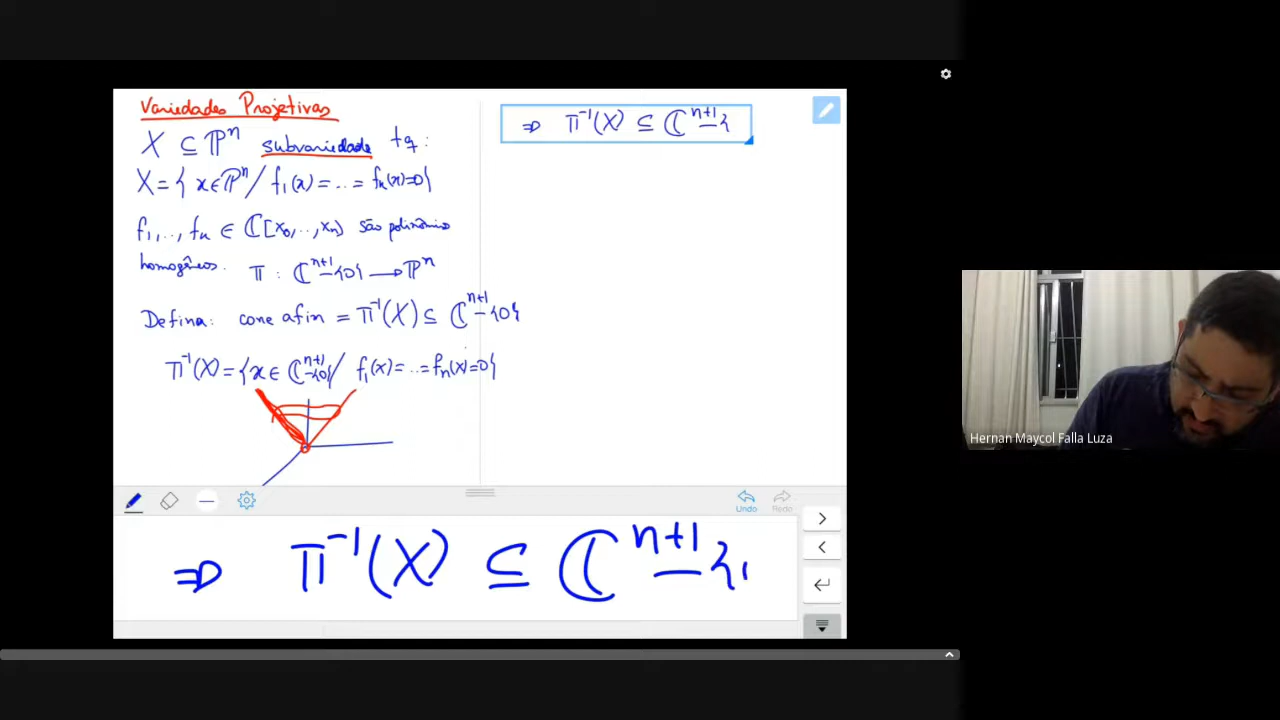 Variedades Projetivas
X ⊆ ℙⁿ subvariedade tq:
X = { x ∈ ℙⁿ / f₁(x) = ... = fₖ(x)=0}
f₁, .., fₖ ∈ ℂ[x₀, .., xₙ] são polinômios
homogêneos. π : ℂⁿ⁺¹–{0} → ℙⁿ
Defina: cone afim = π⁻¹(X) ⊆ ℂⁿ⁺¹–{0}
π⁻¹(X) = {x ∈ ℂⁿ⁺¹–{0} / f₁(x) = ... = fₙ(x)=0}
⇒ π⁻¹(X) ⊆ ℂⁿ⁺¹–{
Hernan Maycol Falla Luza
Undo
Redo
⇒ π⁻¹(X) ⊆ ℂⁿ⁺¹–{